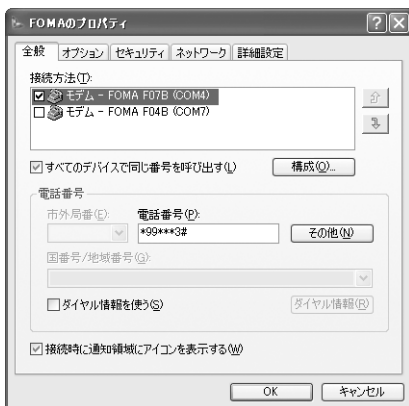 FOMAのプロパティ
全般 オプション セキュリティ ネットワーク 詳細設定
接続方法(T):
モデム - FOMA F07B (COM4)
モデム - FOMA F04B (COM7)
すべてのデバイスで同じ番号を呼び出す(L) 構成(O)...
電話番号
市外局番(E): 電話番号(P):
*99***3# その他(N)
国番号/地域番号(G):
ダイヤル情報を使う(S) ダイヤル情報(R)
接続時に通知領域にアイコンを表示する(W)
OK キャンセル